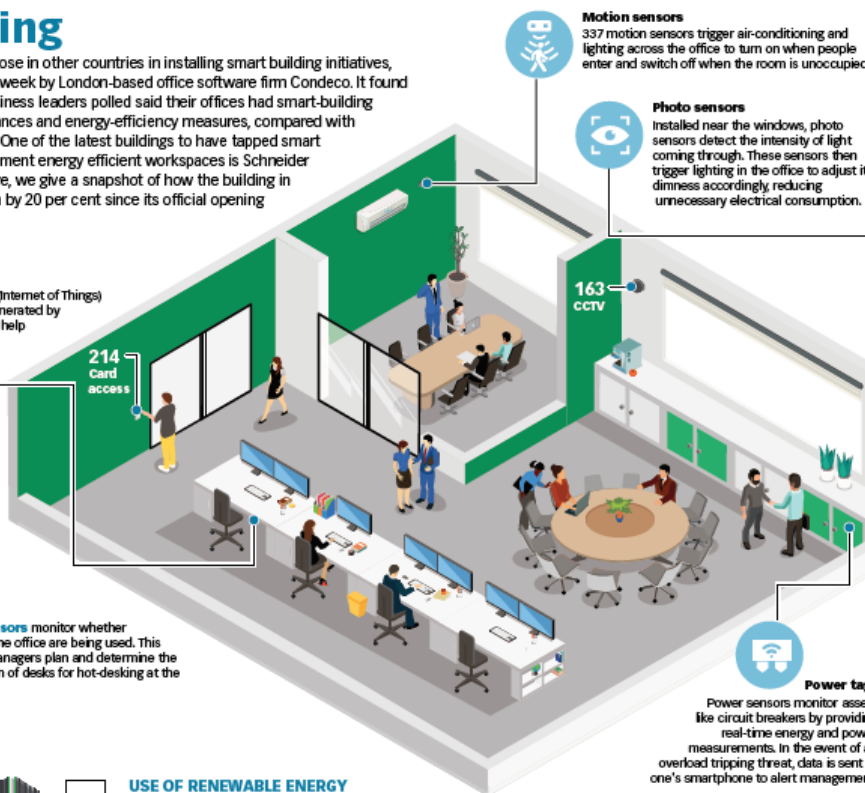 ing
ose in other countries in installing smart building initiatives,
week by London-based office software firm Condeco. It found
iness leaders polled said their offices had smart-building
ances and energy-efficiency measures, compared with
One of the latest buildings to have tapped smart
ment energy efficient workspaces is Schneider
e, we give a snapshot of how the building in
by 20 per cent since its official opening
Motion sensors
337 motion sensors trigger air-conditioning and
lighting across the office to turn on when people
enter and switch off when the room is unoccupied
Photo sensors
Installed near the windows, photo
sensors detect the intensity of light
coming through. These sensors then
trigger lighting in the office to adjust it
dimness accordingly, reducing
unnecessary electrical consumption.
(Internet of Things)
nerated by
help
163
CCTV
214
Card
access
sors monitor whether
ne office are being used. This
anagers plan and determine the
n of desks for hot-desking at the
Power tag
Power sensors monitor asse
like circuit breakers by providi
real-time energy and pow
measurements. In the event of a
overload tripping threat, data is sent
one's smartphone to alert managemen
USE OF RENEWABLE ENERGY